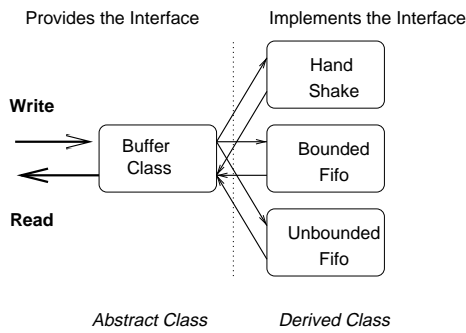 Provides the Interface
Implements the Interface
Hand
Shake
Write
Buffer
Class
Bounded
Fifo
Read
Unbounded
Fifo
Abstract Class
Derived Class